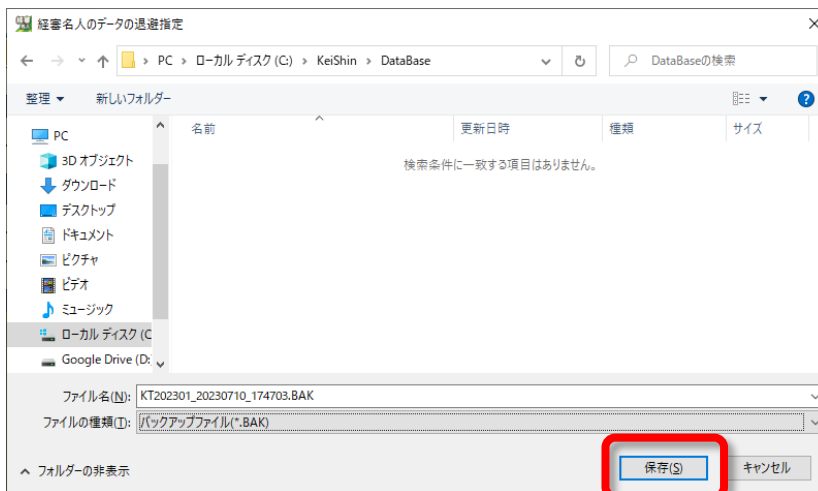 経審名人のデータの退避指定
PC › ローカル ディスク (C:) › KeiShin › DataBase
DataBaseの検索
整理 新しいフォルダー
名前 更新日時 種類 サイズ
検索条件に一致する項目はありません。
PC
3D オブジェクト
ダウンロード
デスクトップ
ドキュメント
ピクチャ
ビデオ
ミュージック
ローカル ディスク (C
Google Drive (D:
ファイル名(N): KT202301_20230710_174703.BAK
ファイルの種類(T): バックアップファイル(*.BAK)
フォルダーの非表示
保存(S) キャンセル